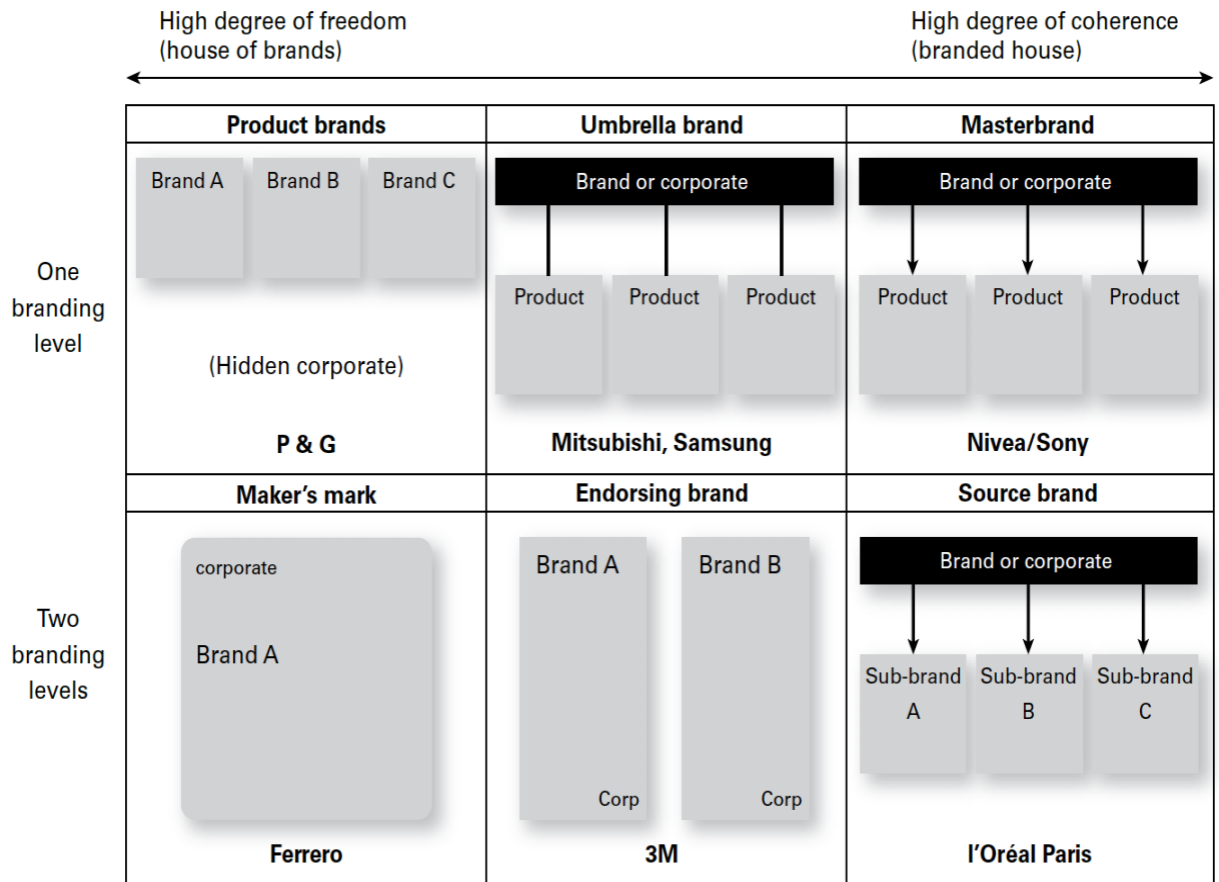 High degree of freedom
(house of brands)
High degree of coherence
(branded house)
Product brands
Umbrella brand
Masterbrand
One
branding
level
Brand A
Brand B
Brand C
(Hidden corporate)
P & G
Brand or corporate
Product
Product
Product
Mitsubishi, Samsung
Brand or corporate
Product
Product
Product
Nivea/Sony
Maker's mark
Endorsing brand
Source brand
Two
branding
levels
corporate
Brand A
Ferrero
Brand A
Corp
Brand B
Corp
3M
Brand or corporate
Sub-brand
A
Sub-brand
B
Sub-brand
C
l'Oréal Paris